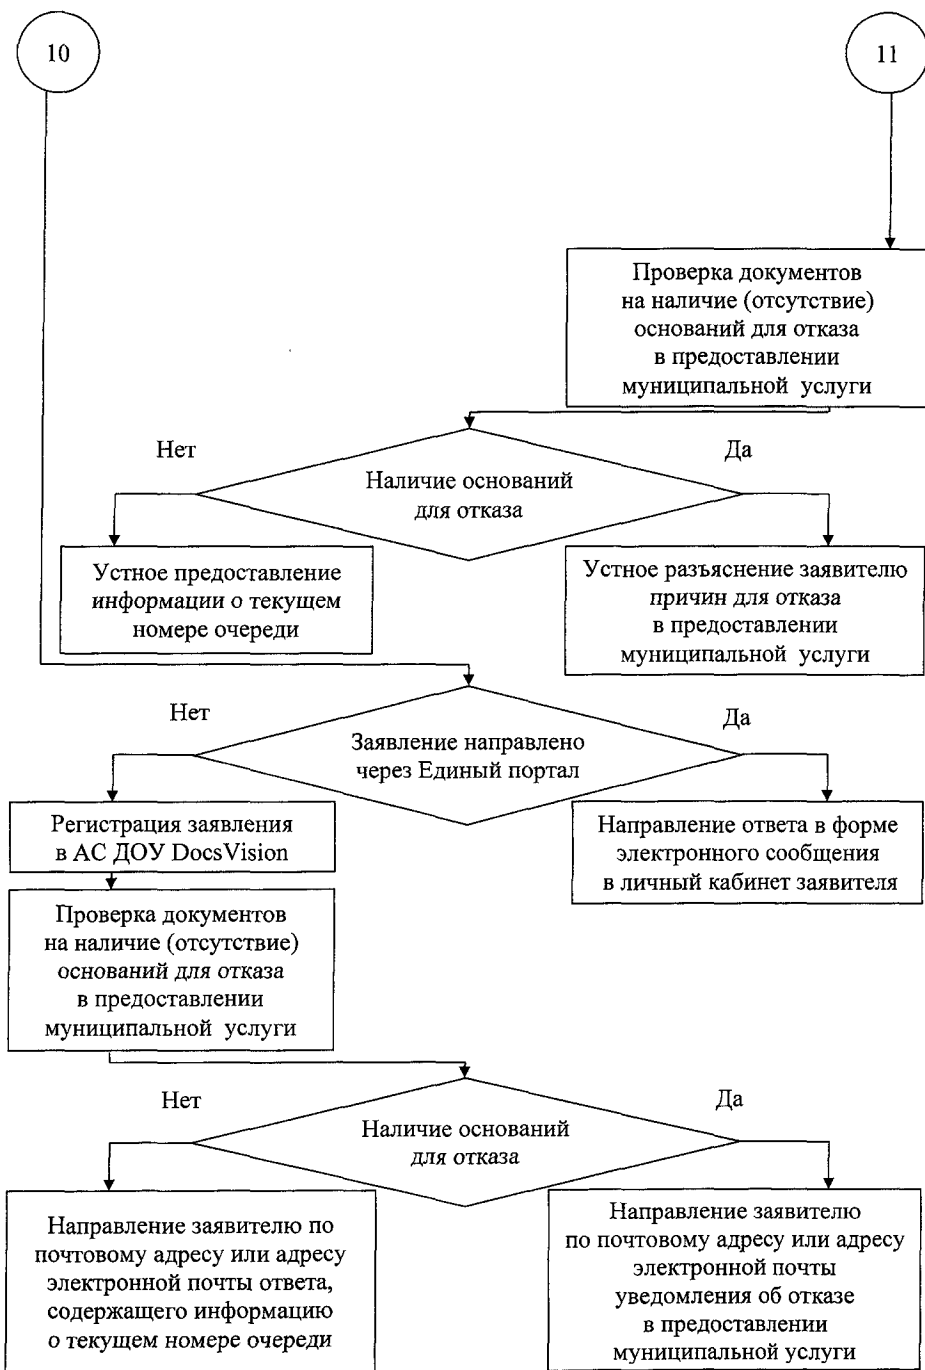 10
11
Проверка документов
на наличие (отсутствие)
оснований для отказа
в предоставлении
муниципальной услуги
Нет
Да
Наличие оснований
для отказа
Устное предоставление
информации о текущем
номере очереди
Устное разъяснение заявителю
причин для отказа
в предоставлении
муниципальной услуги
Нет
Да
Заявление направлено
через Единый портал
Регистрация заявления
в АС ДОУ DocsVision
Направление ответа в форме
электронного сообщения
в личный кабинет заявителя
Проверка документов
на наличие (отсутствие)
оснований для отказа
в предоставлении
муниципальной услуги
Нет
Да
Наличие оснований
для отказа
Направление заявителю по
почтовому адресу или адресу
электронной почты ответа,
содержащего информацию
о текущем номере очереди
Направление заявителю
по почтовому адресу или адресу
электронной почты
уведомления об отказе
в предоставлении
муниципальной услуги